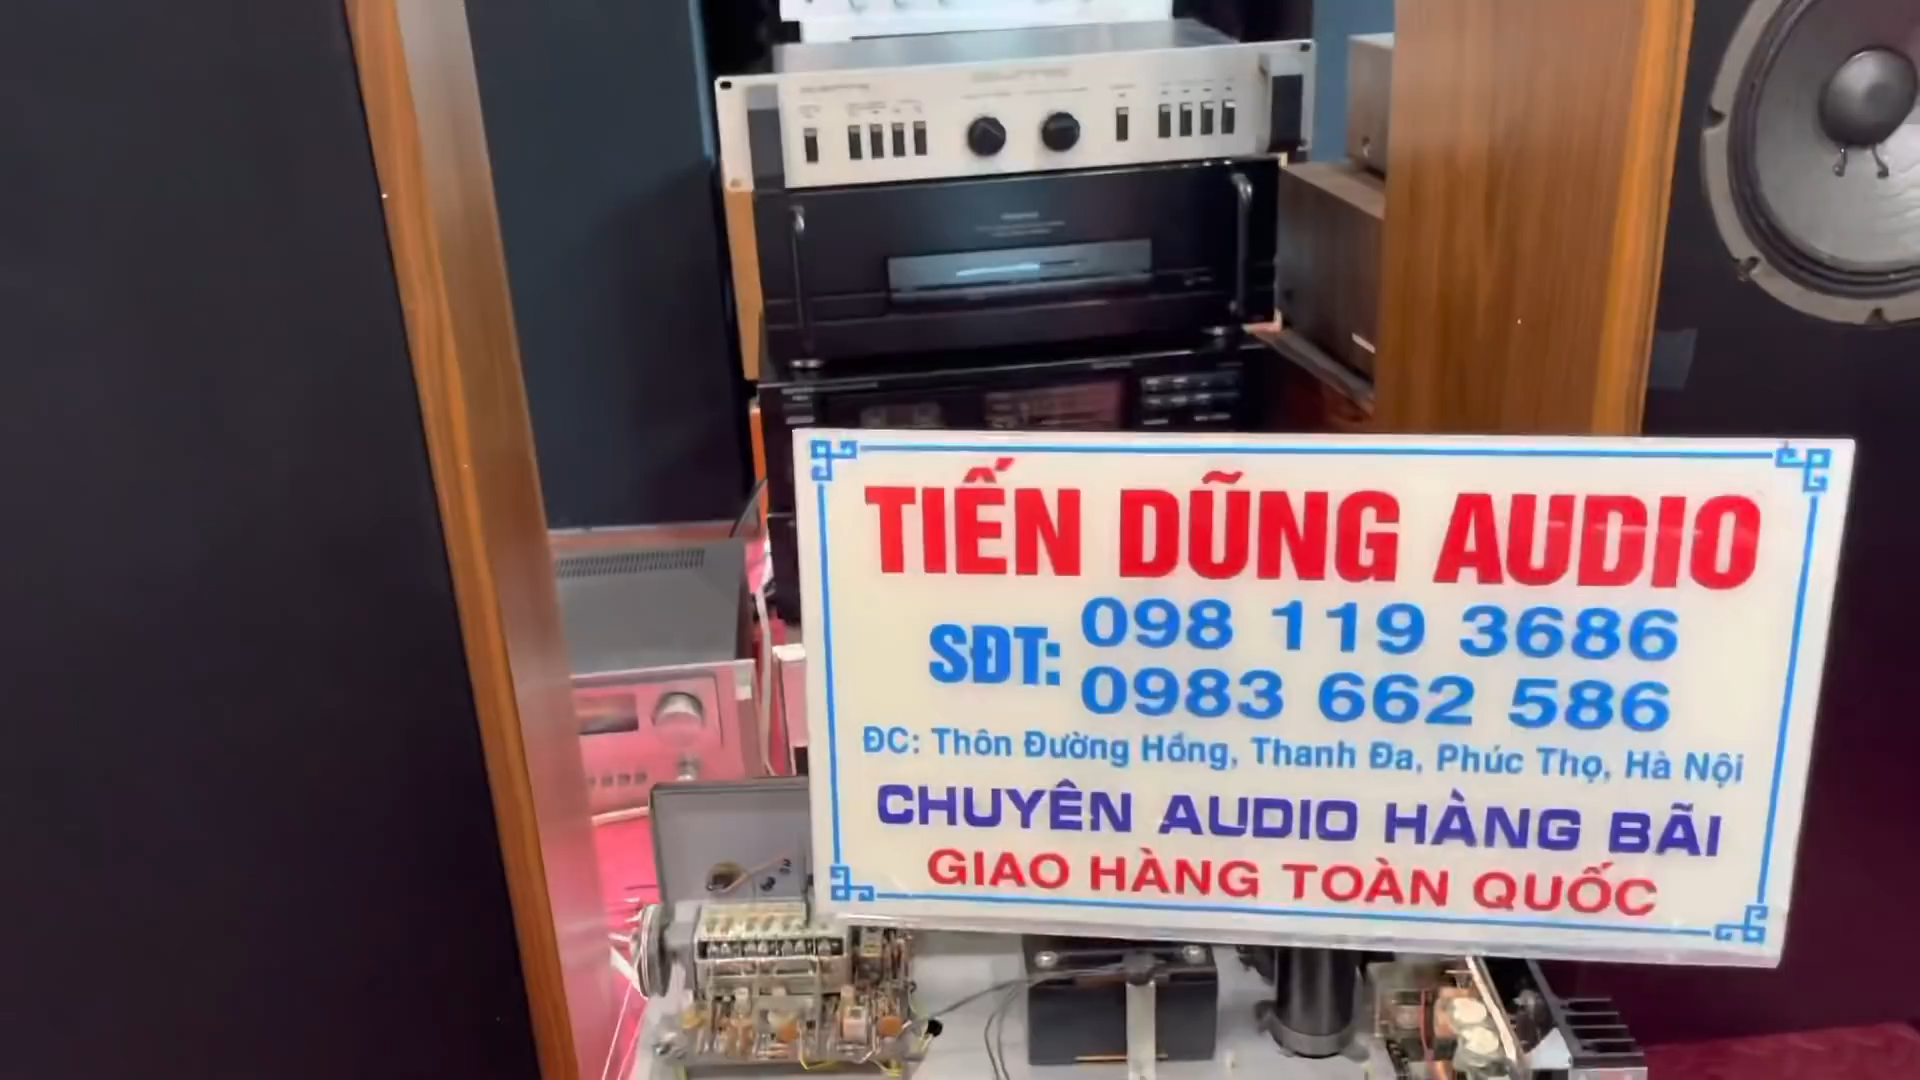 TIẾN DŨNG AUDIO
SĐT: 098 119 3686
0983 662 586
ĐC: Thôn Đường Hồng, Thanh Đa, Phúc Thọ, Hà Nội
CHUYÊN AUDIO HÀNG BÃI
GIAO HÀNG TOÀN QUỐC